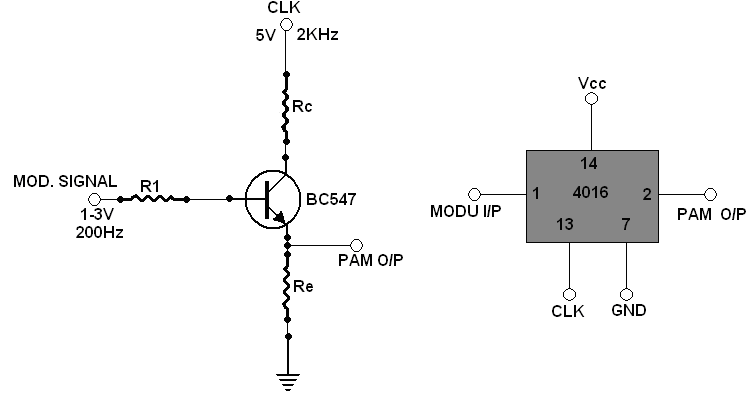 CLK
5V 2KHz
Rc
MOD. SIGNAL
R1
BC547
1-3V
200Hz
PAM O/P
Re
Vcc
14
1 4016 2
MODU I/P
PAM O/P
13 7
CLK GND